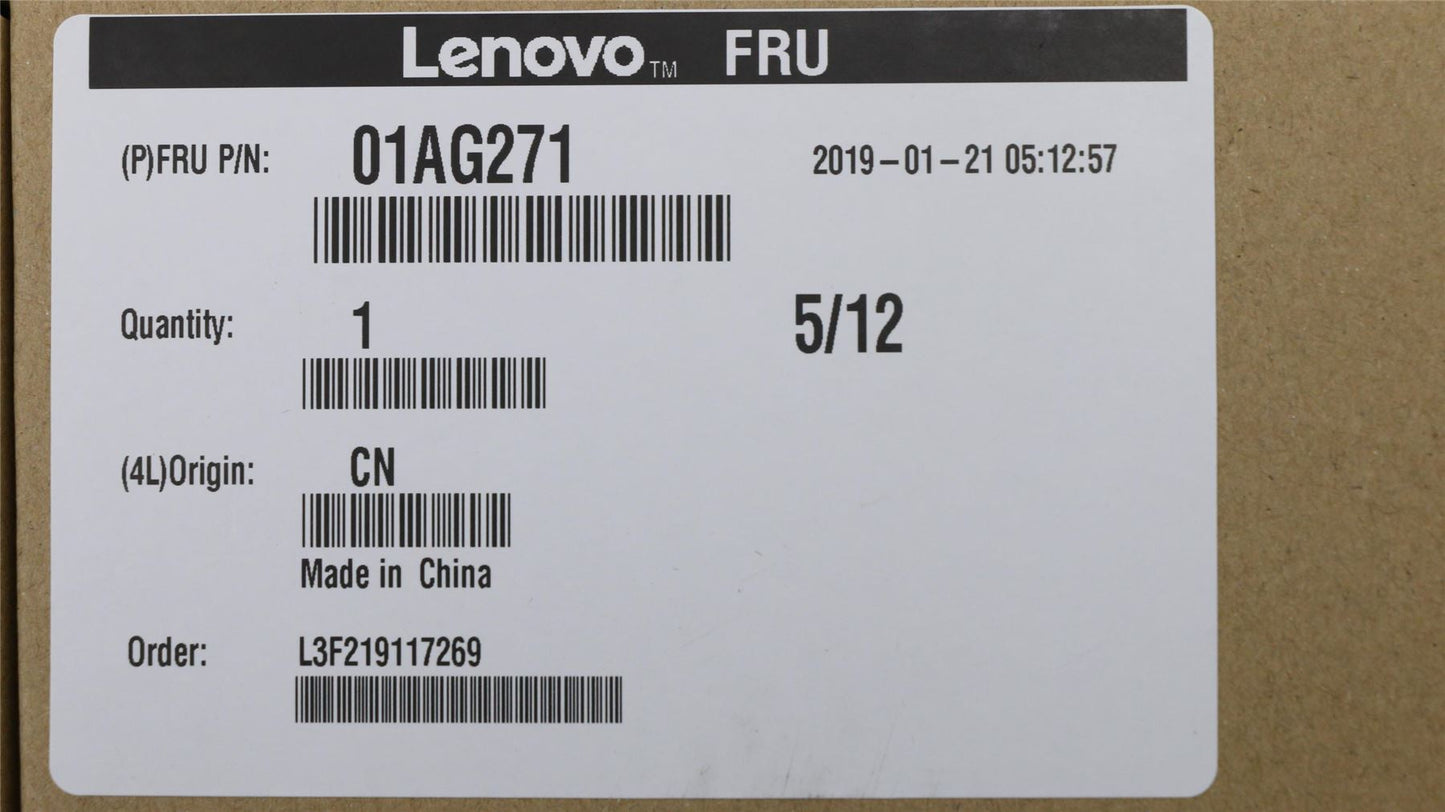 Lenovo™ FRU
(P)FRU P/N: 01AG271 2019-01-21 05:12:57
Quantity: 1 5/12
(4L)Origin: CN
Made in China
Order: L3F219117269